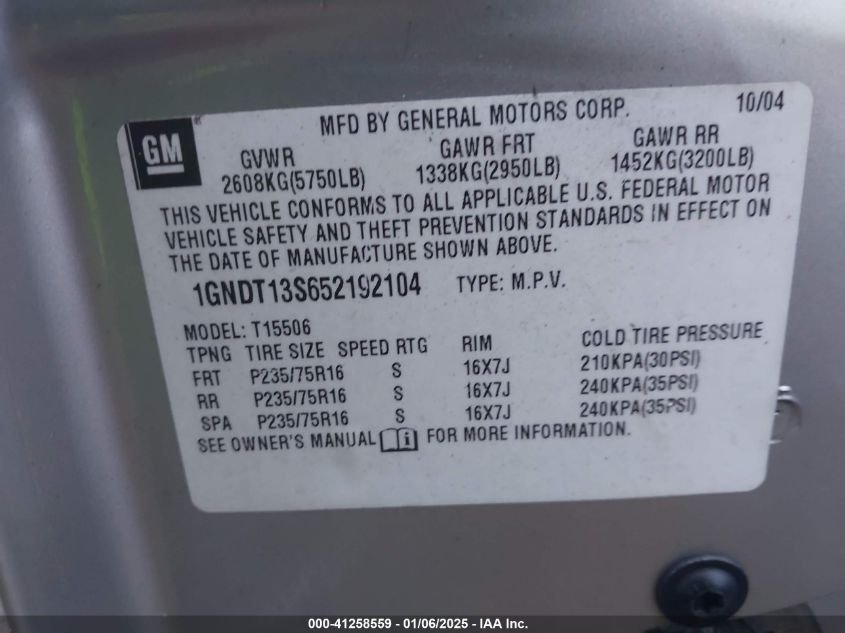 MFD BY GENERAL MOTORS CORP. 10/04
GM
GVWR GAWR FRT GAWR RR
2608KG(5750LB) 1338KG(2950LB) 1452KG(3200LB)
THIS VEHICLE CONFORMS TO ALL APPLICABLE U.S. FEDERAL MOTOR
VEHICLE SAFETY AND THEFT PREVENTION STANDARDS IN EFFECT ON
THE DATE OF MANUFACTURE SHOWN ABOVE.
1GNDT13S652192104 TYPE: M.P.V.
MODEL: T15506
TPNG TIRE SIZE SPEED RTG RIM COLD TIRE PRESSURE
FRT P235/75R16 S 16X7J 210KPA(30PSI)
RR P235/75R16 S 16X7J 240KPA(35PSI)
SPA P235/75R16 S 16X7J 240KPA(35PSI)
SEE OWNER'S MANUAL FOR MORE INFORMATION.
000-41258559 - 01/06/2025 - IAA Inc.